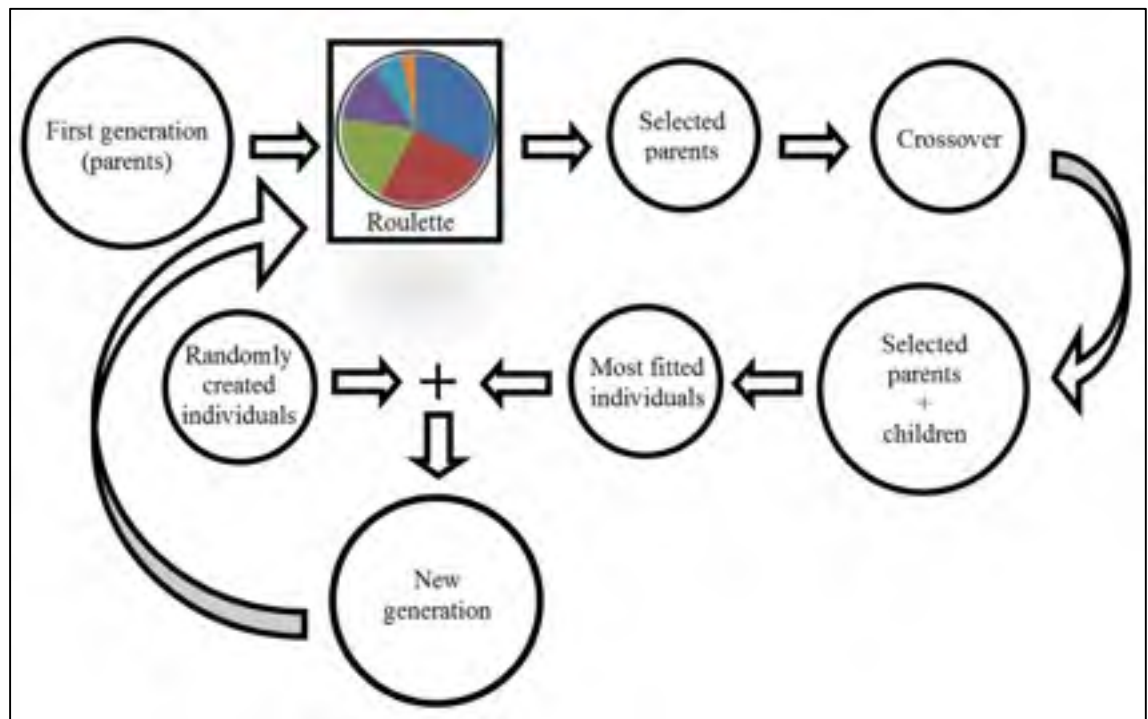 First generation
(parents)
Roulette
Selected
parents
Crossover
Selected
parents
+
children
Most fitted
individuals
+
Randomly
created
individuals
New
generation